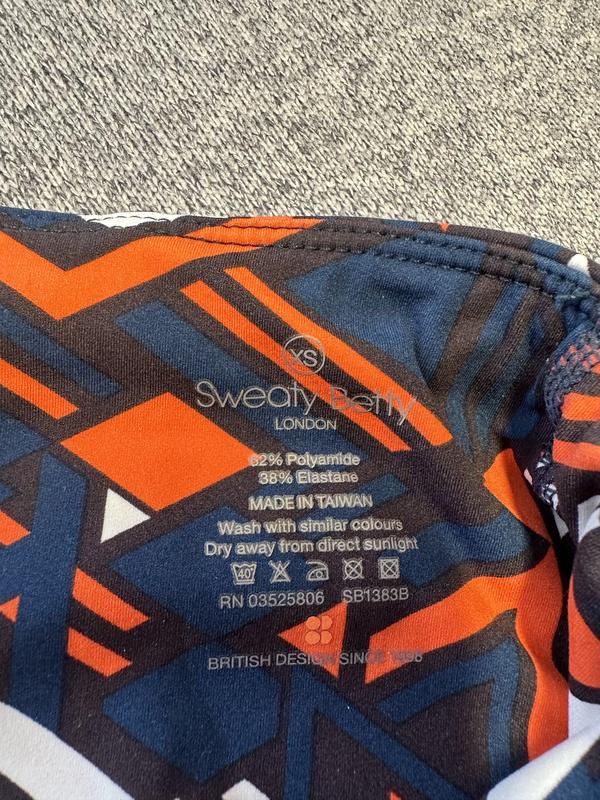 XS
Sweaty Betty
LONDON
62% Polyamide
38% Elastane
MADE IN TAIWAN
Wash with similar colours
Dry away from direct sunlight
40°
RN 03525806 SB1383B
BRITISH DESIGN SINCE 1998